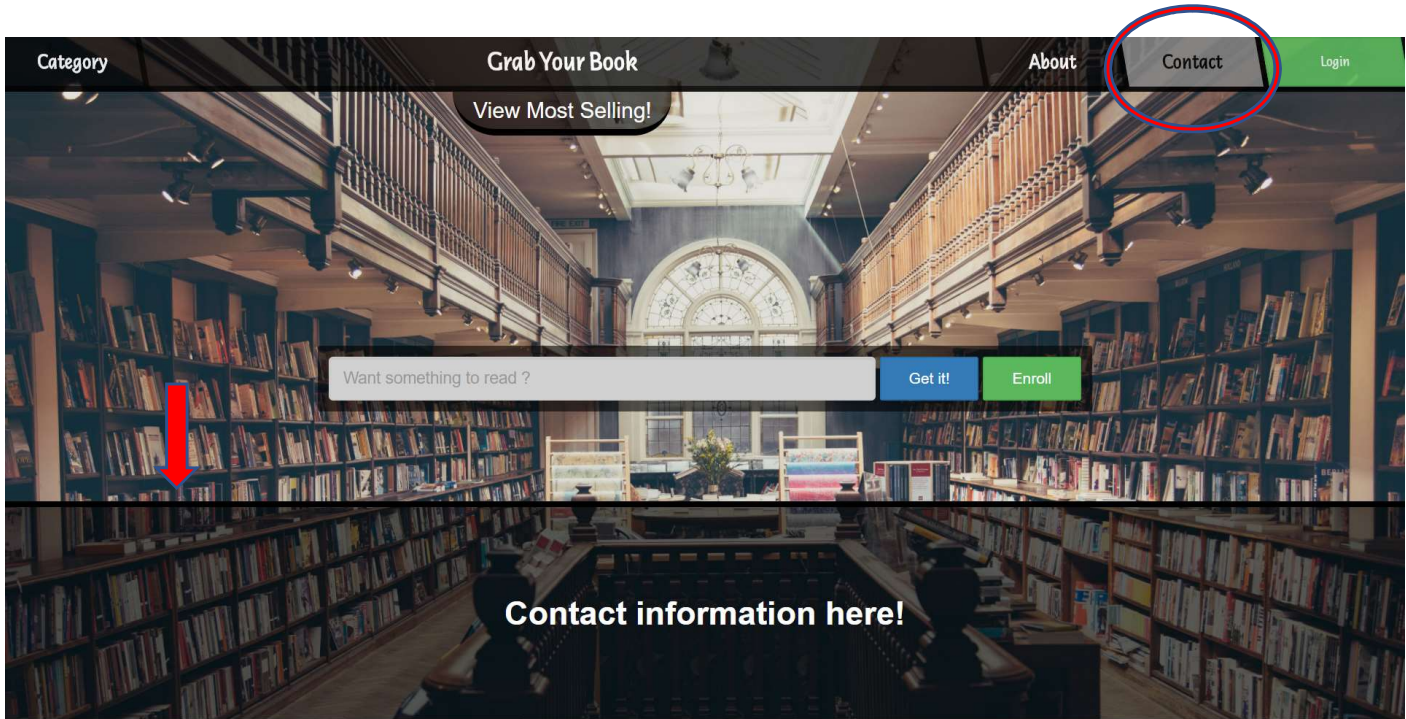 Category
Grab Your Book
About
Contact
Login
View Most Selling!
Want something to read ?
Get it!
Enroll
Contact information here!